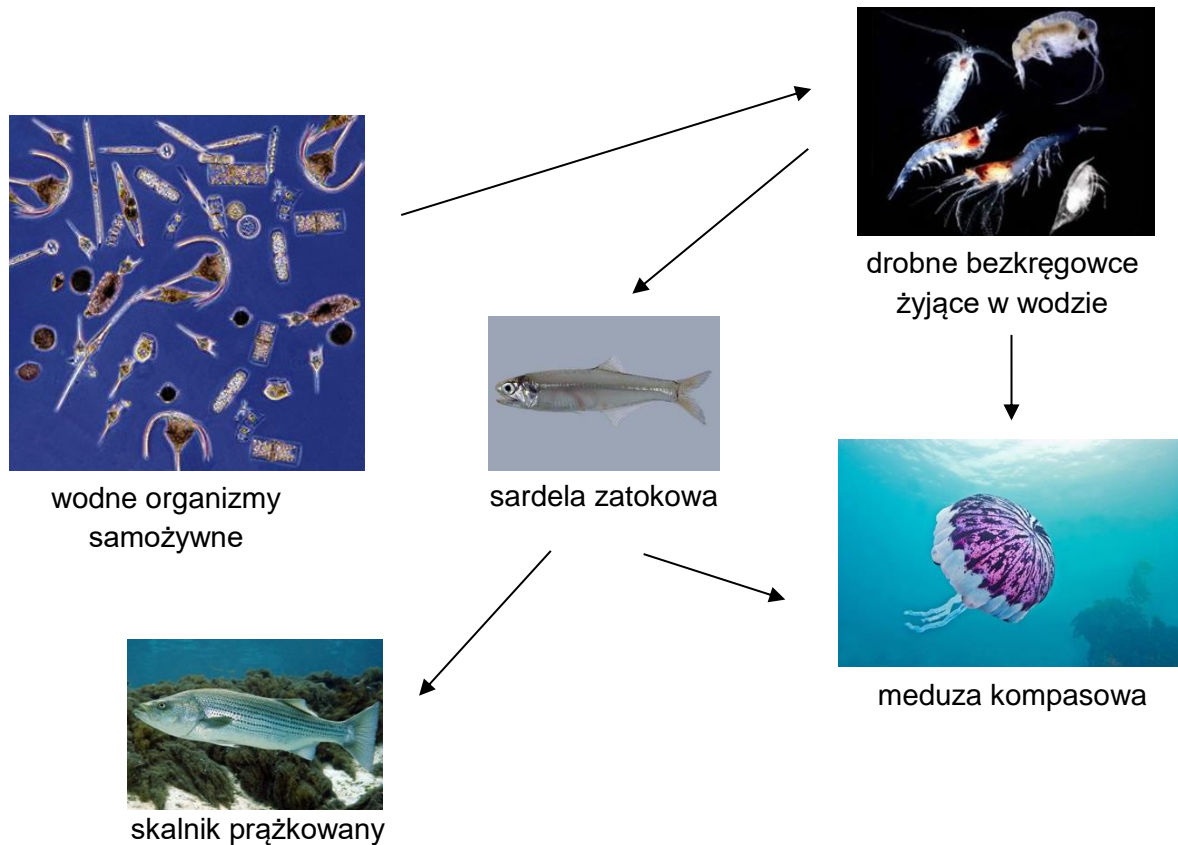 drobne bezkręgowce
żyjące w wodzie
wodne organizmy
samożywne
sardela zatokowa
meduza kompasowa
skalnik prążkowany